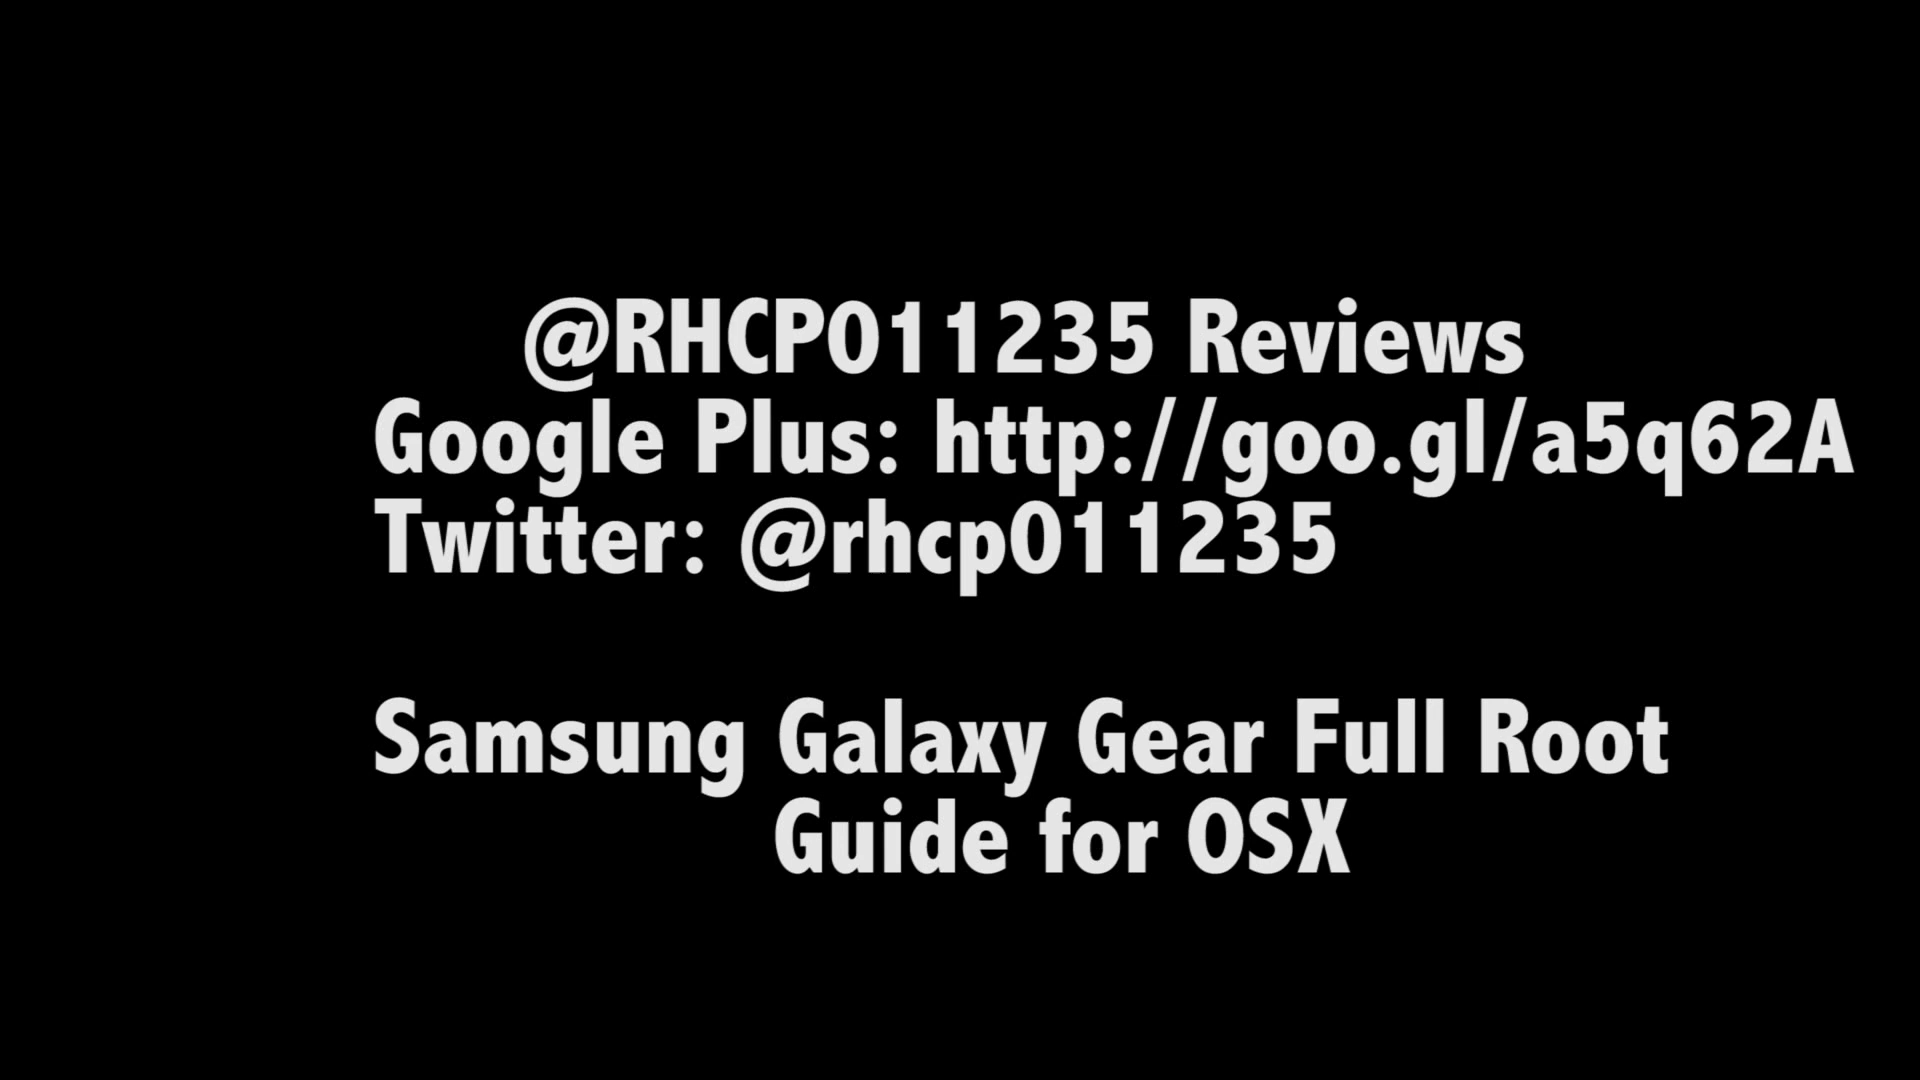 @RHCP011235 Reviews
Google Plus: http://goo.gl/a5q62A
Twitter: @rhcp011235
Samsung Galaxy Gear Full Root
Guide for OSX